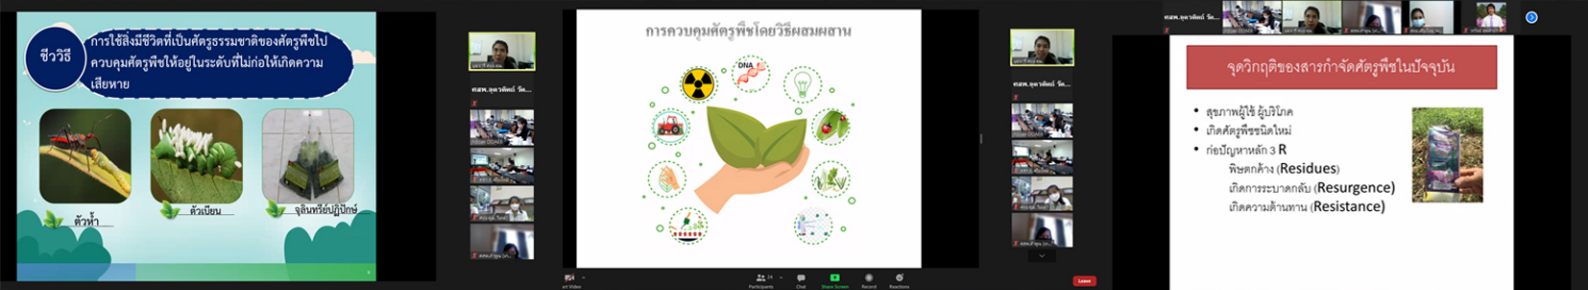 ชีววิธี
การใช้สิ่งมีชีวิตที่เป็นศัตรูธรรมชาติของศัตรูพืชไป
ควบคุมศัตรูพืชให้อยู่ในระดับที่ไม่ก่อให้เกิดความ
เสียหาย
ตัวห้ำ
ตัวเบียน
จุลินทรีย์ปฏิปักษ์
การควบคุมศัตรูพืชโดยวิธีผสมผสาน
DNA
Participants
Chat
Share Screen
Record
Reactions
Leave
จุดวิกฤติของสารกำจัดศัตรูพืชในปัจจุบัน
• สุขภาพผู้ใช้ ผู้บริโภค
• เกิดศัตรูพืชชนิดใหม่
• ก่อปัญหาหลัก 3 R
พิษตกค้าง (Residues)
เกิดการระบาดกลับ (Resurgence)
เกิดความต้านทาน (Resistance)